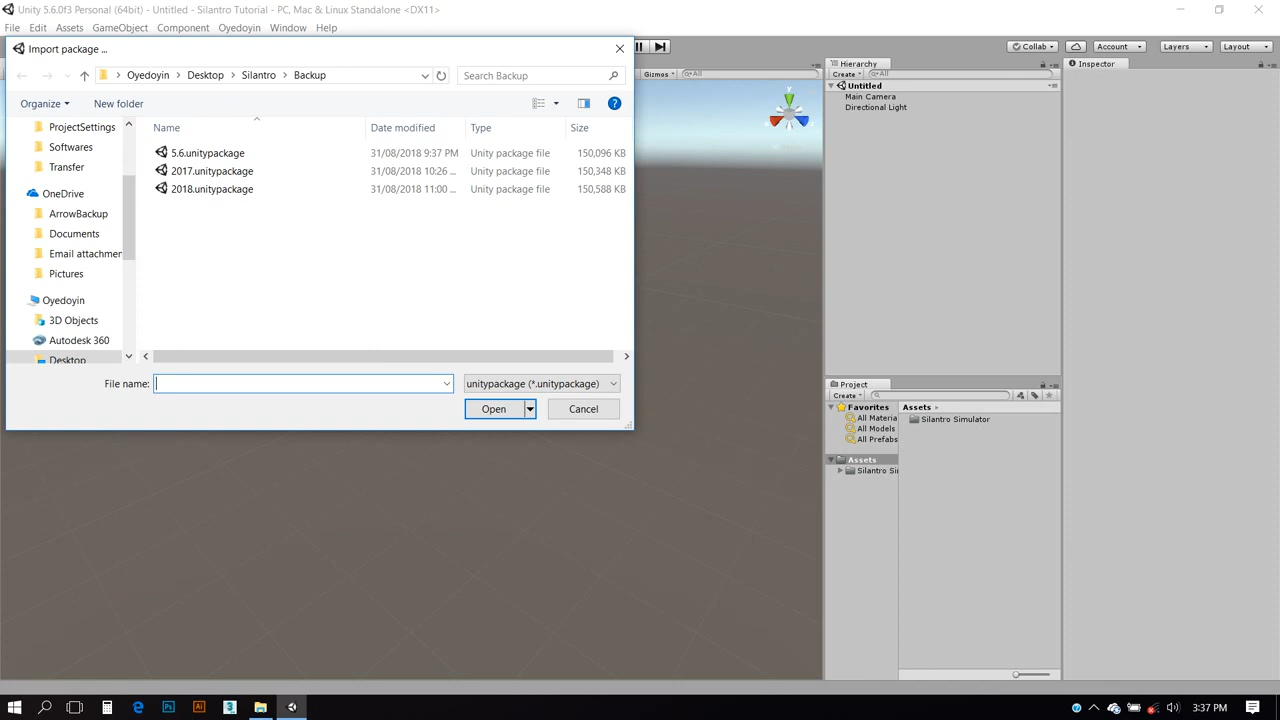 Unity 5.6.0f3 Personal (64bit) - Untitled - Silantro Tutorial - PC, Mac & Linux Standalone <DX11>
File Edit Assets GameObject Component Oyedoyin Window Help
Import package ...
Collab Account Layers Layout
Oyedoyin Desktop Silantro Backup Search Backup
Gizmos All
Hierarchy
Create All
Untitled
Main Camera
Directional Light
Inspector
Organize New folder
Name Date modified Type Size
5.6.unitypackage 31/08/2018 9:37 PM Unity package file 150,096 KB
2017.unitypackage 31/08/2018 10:26 ... Unity package file 150,348 KB
2018.unitypackage 31/08/2018 11:00 ... Unity package file 150,588 KB
ProjectSettings
Softwares
Transfer
OneDrive
ArrowBackup
Documents
Email attachmer
Pictures
Oyedoyin
3D Objects
Autodesk 360
Desktop
File name: unitypackage (*.unitypackage)
Open Cancel
Project
Create
Favorites
All Materia
All Models
All Prefabs
Assets
Silantro Si
Assets
Silantro Simulator
3:37 PM